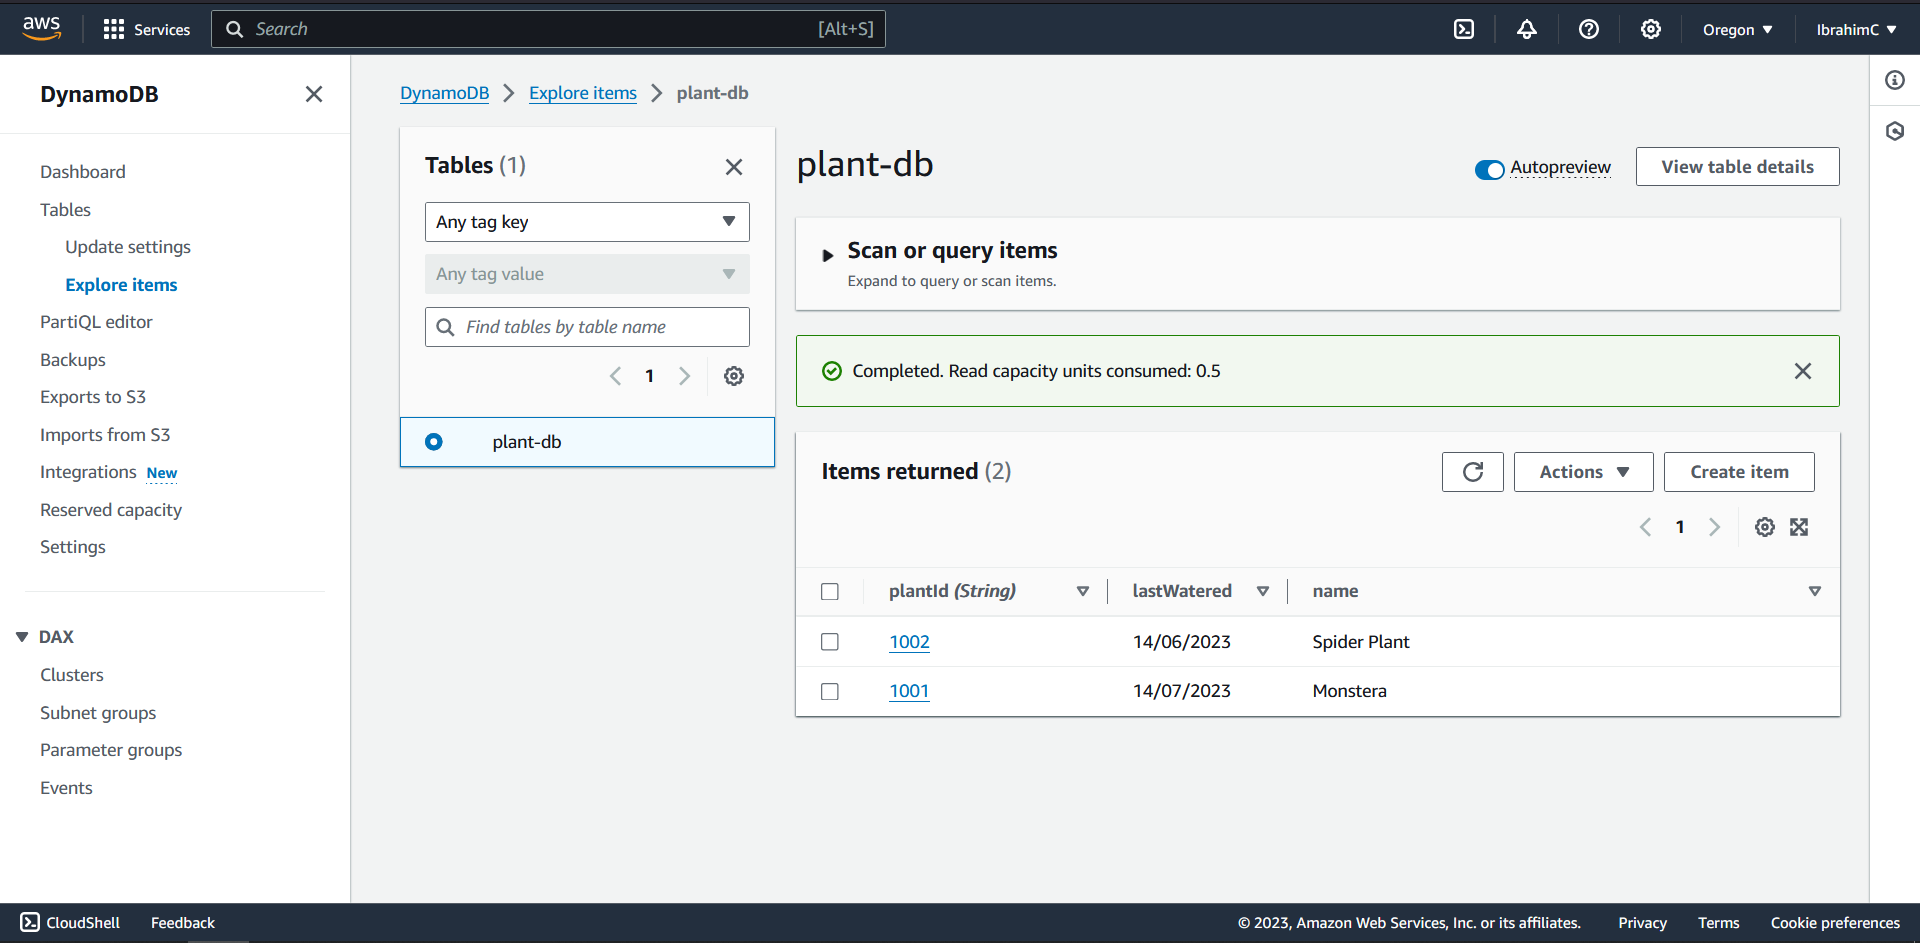 aws
Services
Search
[Alt+S]
Oregon
IbrahimC
DynamoDB
Dashboard
Tables
Update settings
Explore items
PartiQL editor
Backups
Exports to S3
Imports from S3
Integrations New
Reserved capacity
Settings
DAX
Clusters
Subnet groups
Parameter groups
Events
DynamoDB Explore items plant-db
Tables (1)
Any tag key
Any tag value
Find tables by table name
1
plant-db
plant-db
Autopreview
View table details
Scan or query items
Expand to query or scan items.
Completed. Read capacity units consumed: 0.5
Items returned (2)
Actions
Create item
1
plantId (String) lastWatered name
1002 14/06/2023 Spider Plant
1001 14/07/2023 Monstera
CloudShell
Feedback
© 2023, Amazon Web Services, Inc. or its affiliates.
Privacy
Terms
Cookie preferences